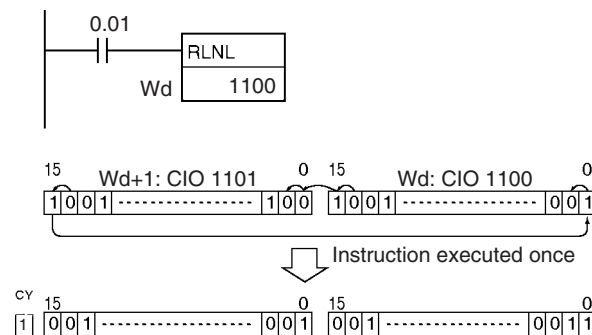 0.01
RLNL
Wd 1100
15 Wd+1: CIO 1101 0 15 Wd: CIO 1100 0
1 0 0 1 1 0 0 1 0 0 1 0 0 1
Instruction executed once
CY 15 0 15 0
1 0 0 1 0 0 1 0 0 1 0 0 1 1